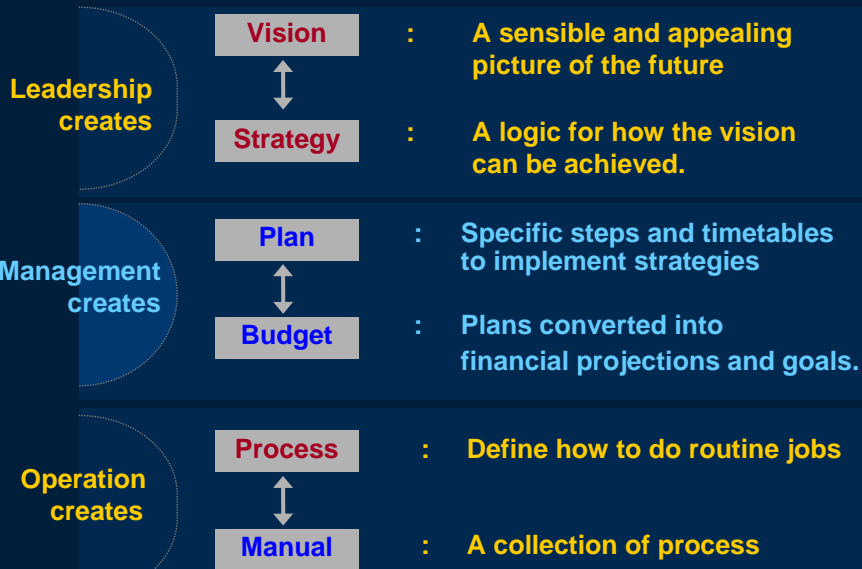 Leadership
creates
Vision : A sensible and appealing
picture of the future
Strategy : A logic for how the vision
can be achieved.
Management
creates
Plan : Specific steps and timetables
to implement strategies
Budget : Plans converted into
financial projections and goals.
Operation
creates
Process : Define how to do routine jobs
Manual : A collection of process